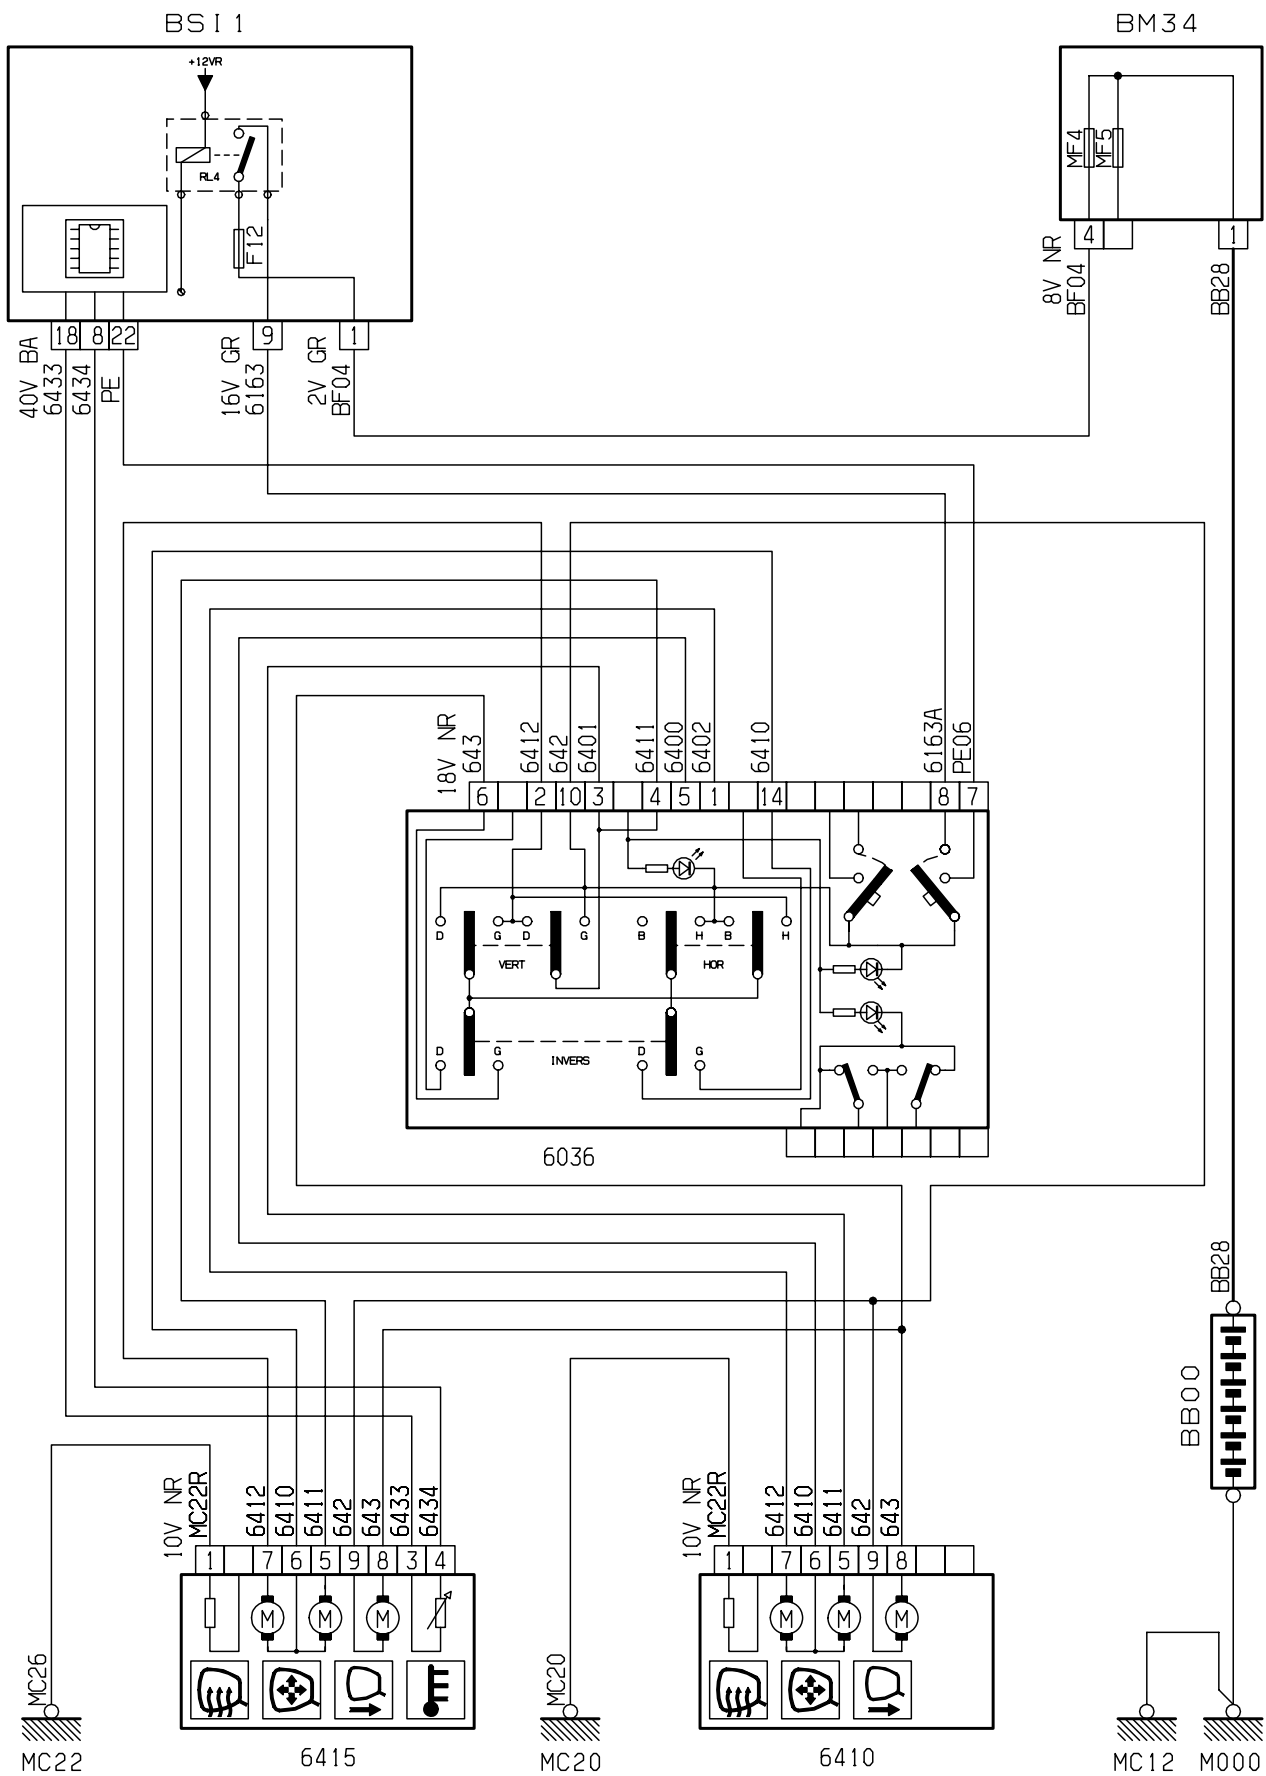 BSI1
BM34
+12VR
RL4
F12
MF4
MF5
18 8 22 9 1
4 1
40V BA
6433
6434
PE
16V GR
6163
2V GR
BF04
8V NR
BF04
BB28
18V NR
643
6412
642
6401
6411
6400
6402
6410
6163A
PE06
6 2 10 3 4 5 1 14 8 7
D G D G B H B H
VERT
HOR
D G D G
INVERS
6036
BB28
BB00
10V NR
MC22R
6412
6410
6411
642
643
6433
6434
10V NR
MC22R
6412
6410
6411
642
643
1 7 6 5 9 8 3 4
1 7 6 5 9 8
M M M
M M M
MC26
MC20
MC22
6415
MC20
6410
MC12
M000